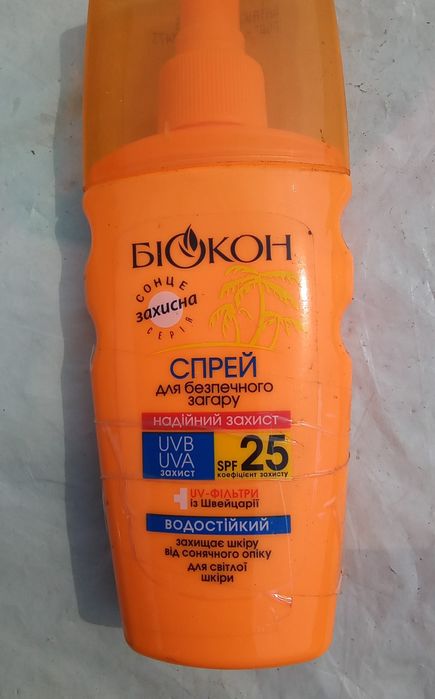 БІОКОН
СОНЦЕ
захисна
СЕРІЯ
СПРЕЙ
для безпечного
загару
надійний захист
UVB
UVA
захист
SPF 25
коефіцієнт захисту
UV-ФІЛЬТРИ
із Швейцарії
ВОДОСТІЙКИЙ
захищає шкіру
від сонячного опіку
для світлої
шкіри